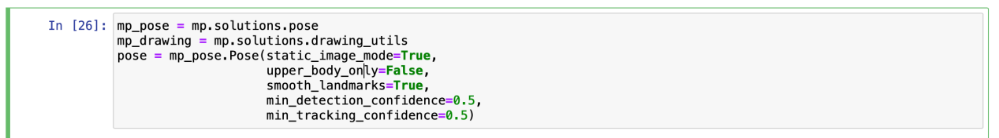 In [26]: mp_pose = mp.solutions.pose
mp_drawing = mp.solutions.drawing_utils
pose = mp_pose.Pose(static_image_mode=True,
                    upper_body_only=False,
                    smooth_landmarks=True,
                    min_detection_confidence=0.5,
                    min_tracking_confidence=0.5)